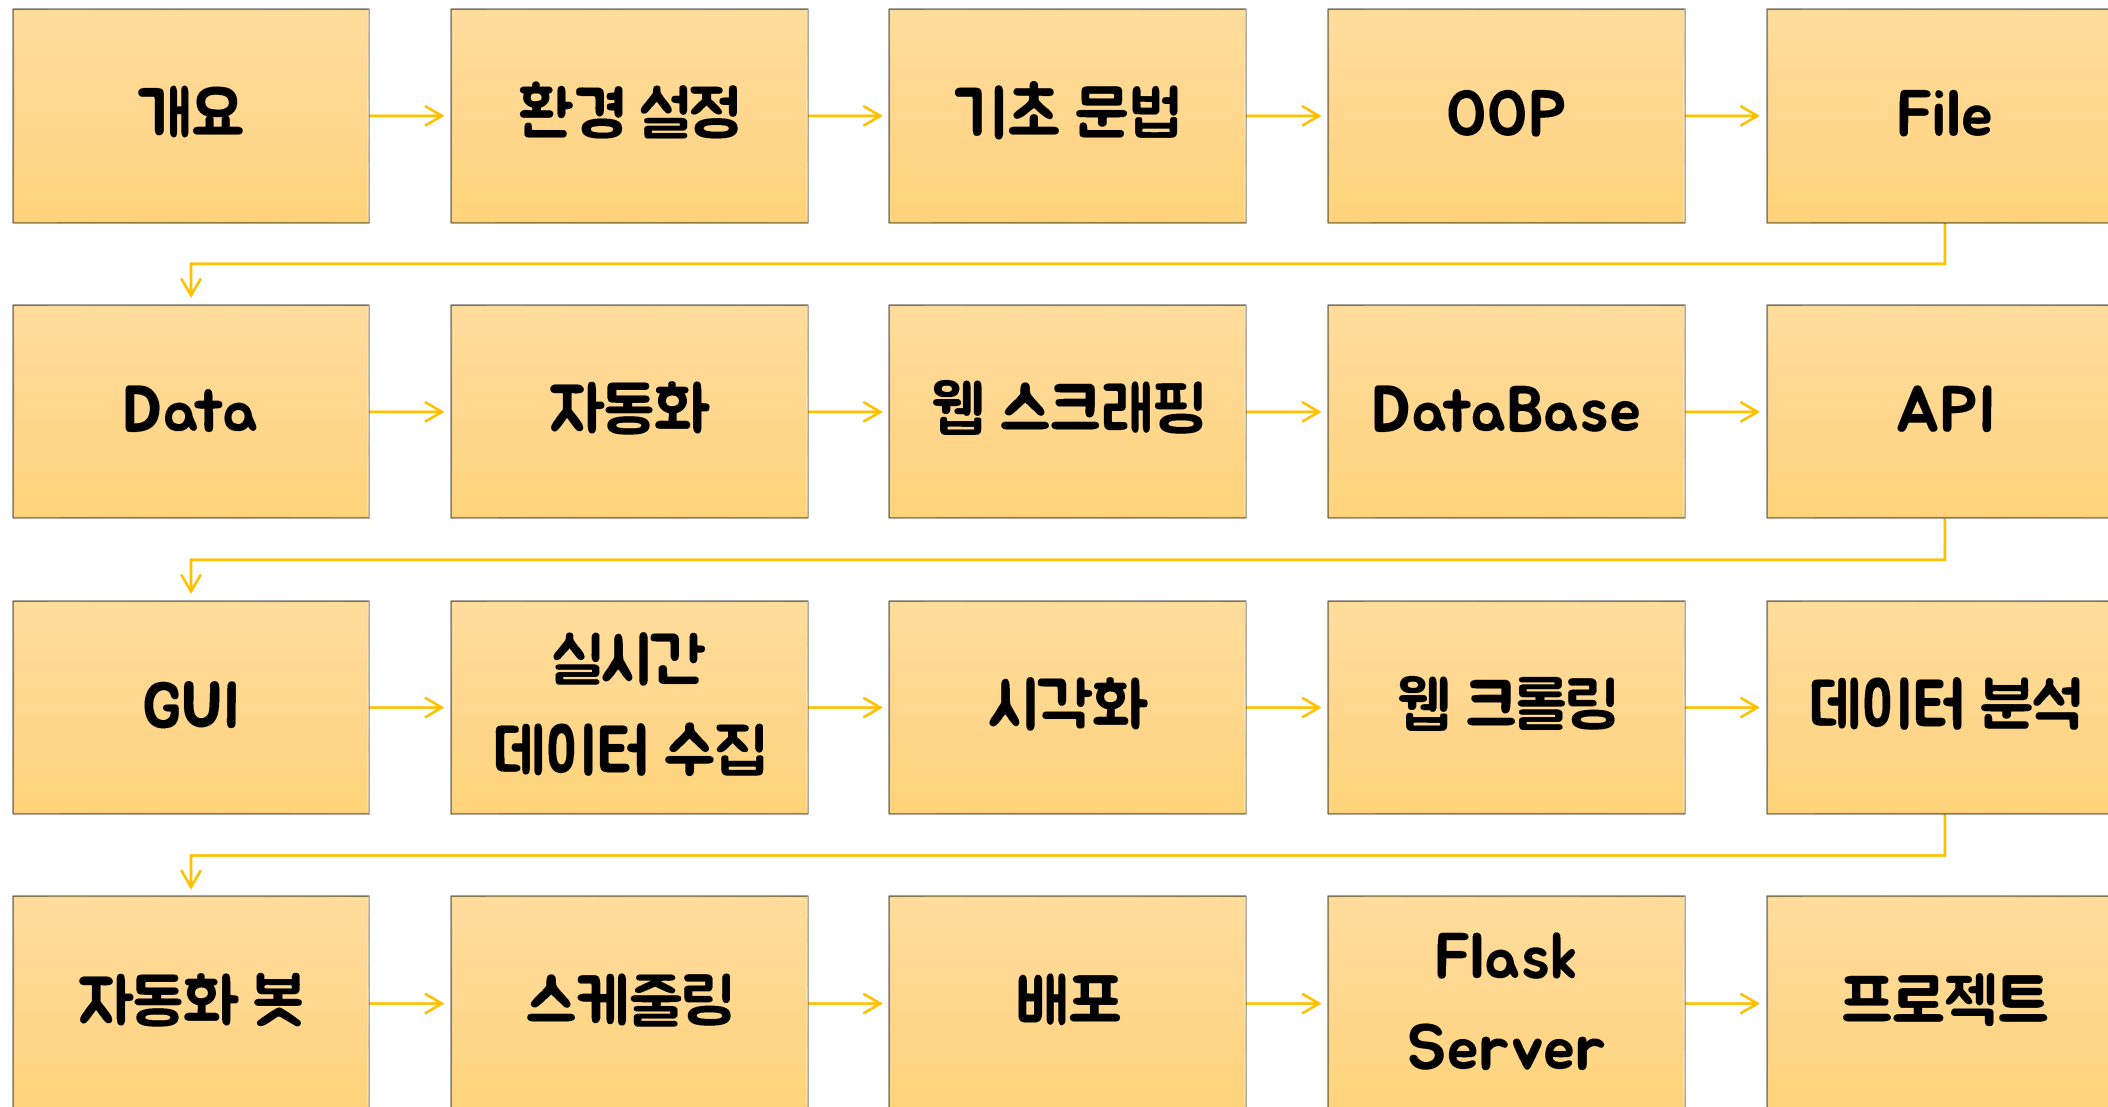 개요
환경 설정
기초 문법
OOP
File
Data
자동화
웹 스크래핑
DataBase
API
GUI
실시간
데이터 수집
시각화
웹 크롤링
데이터 분석
자동화 봇
스케줄링
배포
Flask
Server
프로젝트